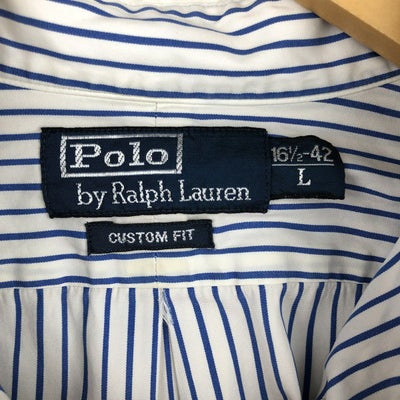 Polo
by Ralph Lauren
16½-42
L
CUSTOM FIT